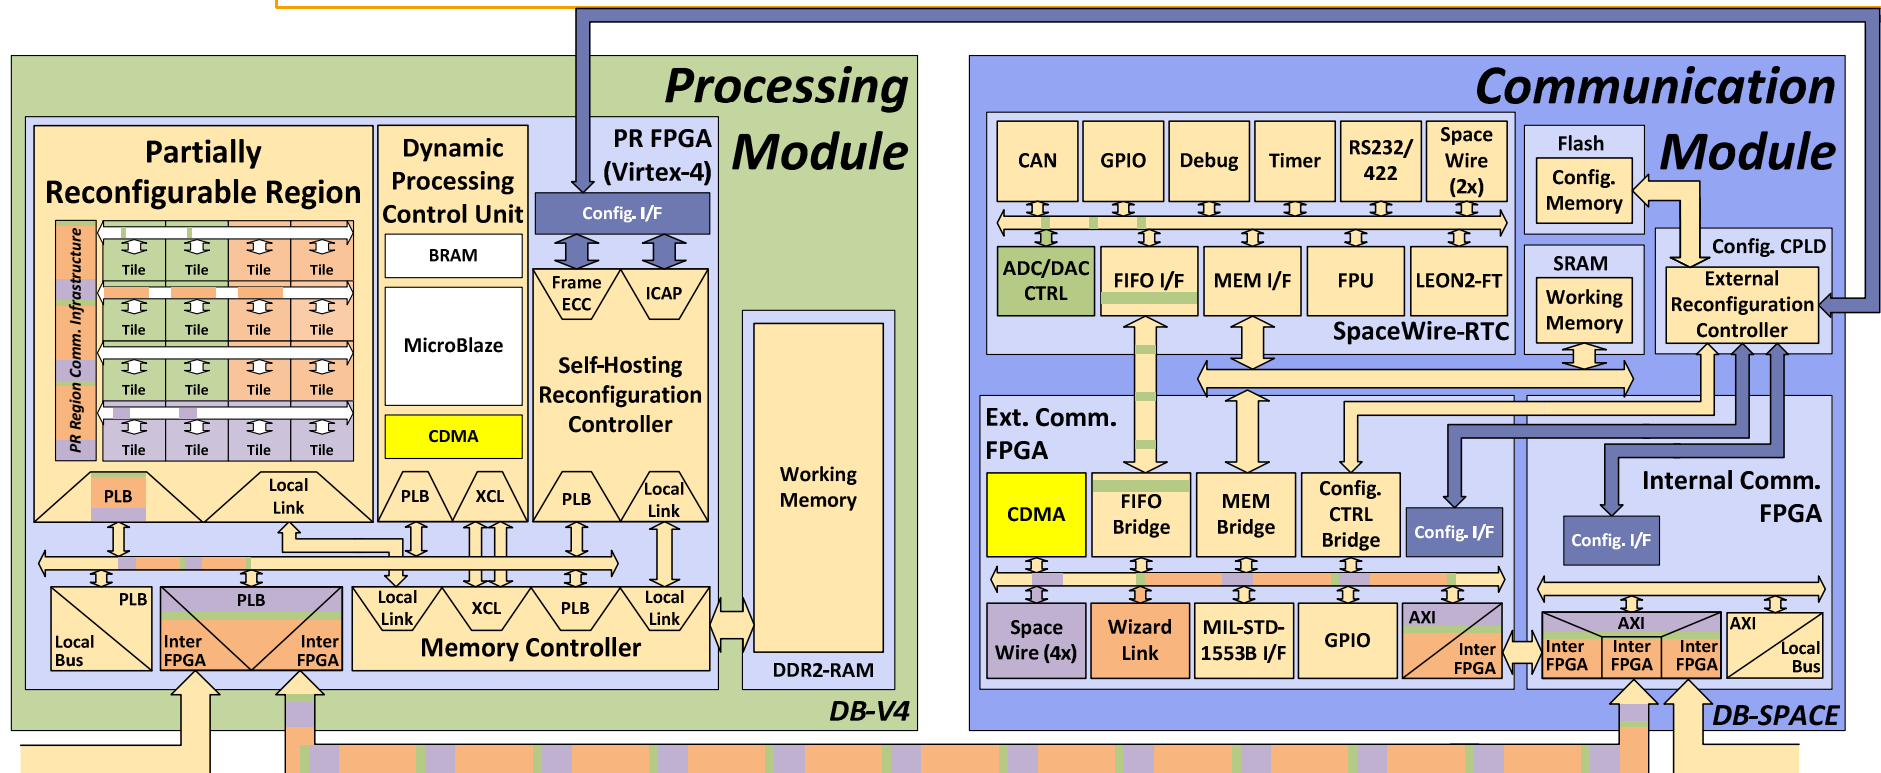 Processing
Module
PR FPGA
(Virtex-4)
Partially
Reconfigurable Region
PR Region Comm. Infrastructure
Tile Tile Tile Tile
Tile Tile Tile Tile
Tile Tile Tile Tile
Tile Tile Tile Tile
PLB
Local
Link
Dynamic
Processing
Control Unit
BRAM
MicroBlaze
CDMA
PLB
XCL
Config. I/F
Frame
ECC
ICAP
Self-Hosting
Reconfiguration
Controller
PLB
Local
Link
PLB
Local
Bus
PLB
Inter
FPGA
Inter
FPGA
Local
Link
XCL
PLB
Local
Link
Memory Controller
Working
Memory
DDR2-RAM
DB-V4
Communication
Module
CAN
GPIO
Debug
Timer
RS232/
422
Space
Wire
(2x)
ADC/DAC
CTRL
FIFO I/F
MEM I/F
FPU
LEON2-FT
SpaceWire-RTC
Flash
Config.
Memory
SRAM
Working
Memory
Config. CPLD
External
Reconfiguration
Controller
Ext. Comm.
FPGA
CDMA
FIFO
Bridge
MEM
Bridge
Config.
CTRL
Bridge
Config. I/F
Space
Wire (4x)
Wizard
Link
MIL-STD-
1553B I/F
GPIO
AXI
Inter
FPGA
Internal Comm.
FPGA
Config. I/F
AXI
Inter
FPGA
Inter
FPGA
Inter
FPGA
AXI
Local
Bus
DB-SPACE